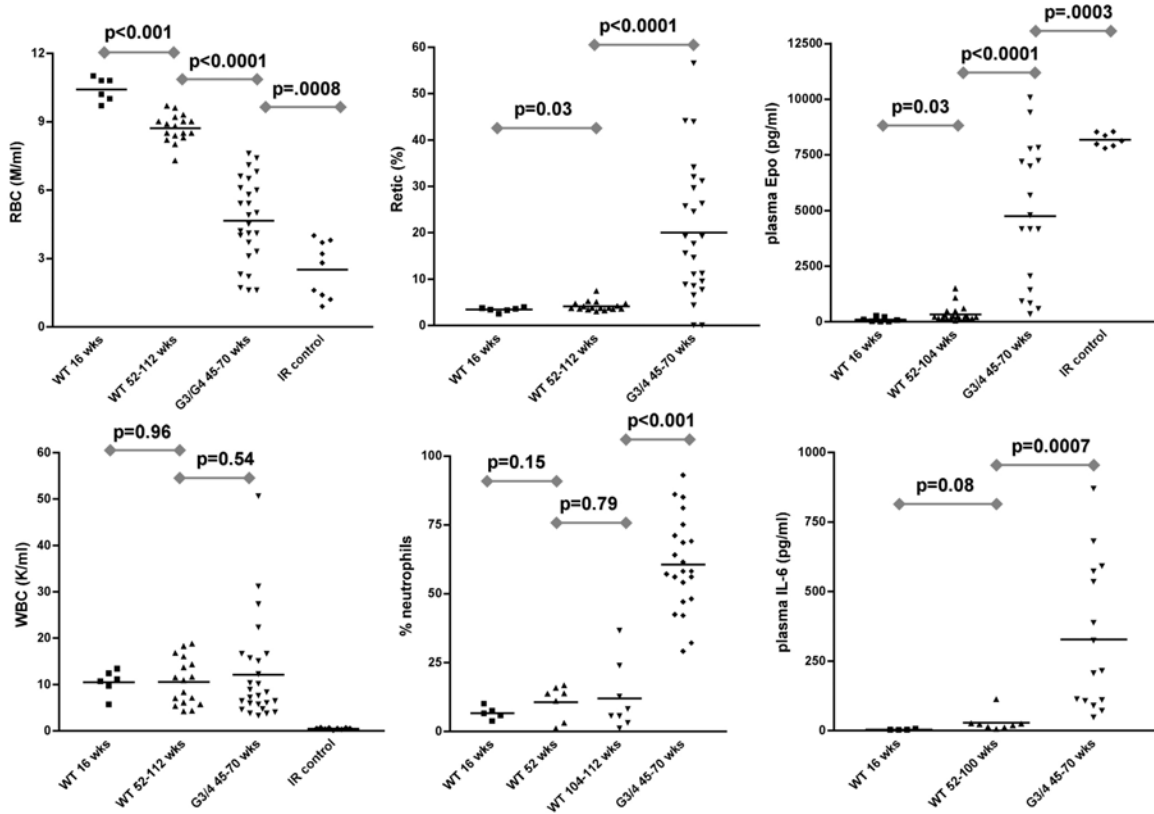 p<0.001
p<0.0001
p=.0008
RBC (M/ml)
12
9
6
3
0
WT 16 wks
WT 52-112 wks
G3/G4 45-70 wks
IR control
p<0.0001
p=0.03
Retic (%)
60
50
40
30
20
10
0
WT 16 wks
WT 52-112 wks
G3/4 45-70 wks
p=.0003
p<0.0001
p=0.03
plasma Epo (pg/ml)
12500
10000
7500
5000
2500
0
WT 16 wks
WT 52-104 wks
G3/4 45-70 wks
IR control
p=0.96
p=0.54
WBC (K/ml)
60
50
40
30
20
10
0
WT 16 wks
WT 52-112 wks
G3/4 45-70 wks
IR control
p<0.001
p=0.15
p=0.79
% neutrophils
100
75
50
25
0
WT 16 wks
WT 52 wks
WT 104-112 wks
G3/4 45-70 wks
p=0.0007
p=0.08
plasma IL-6 (pg/ml)
1000
750
500
250
0
WT 16 wks
WT 52-100 wks
G3/4 45-70 wks